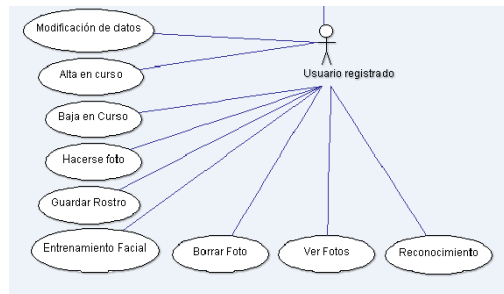 Modificación de datos
Alta en curso
Usuario registrado
Baja en Curso
Hacerse foto
Guardar Rostro
Entrenamiento Facial
Borrar Foto
Ver Fotos
Reconocimiento